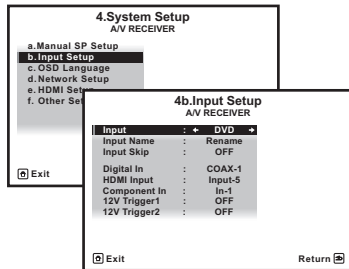 4.System Setup
A/V RECEIVER
a.Manual SP Setup
b.Input Setup
c.OSD Language
d.Network Setup
e.HDMI Setup
f. Other Set
Exit
4b.Input Setup
A/V RECEIVER
Input : DVD
Input Name : Rename
Input Skip : OFF
Digital In : COAX-1
HDMI Input : Input-5
Component In : In-1
12V Trigger1 : OFF
12V Trigger2 : OFF
Exit Return